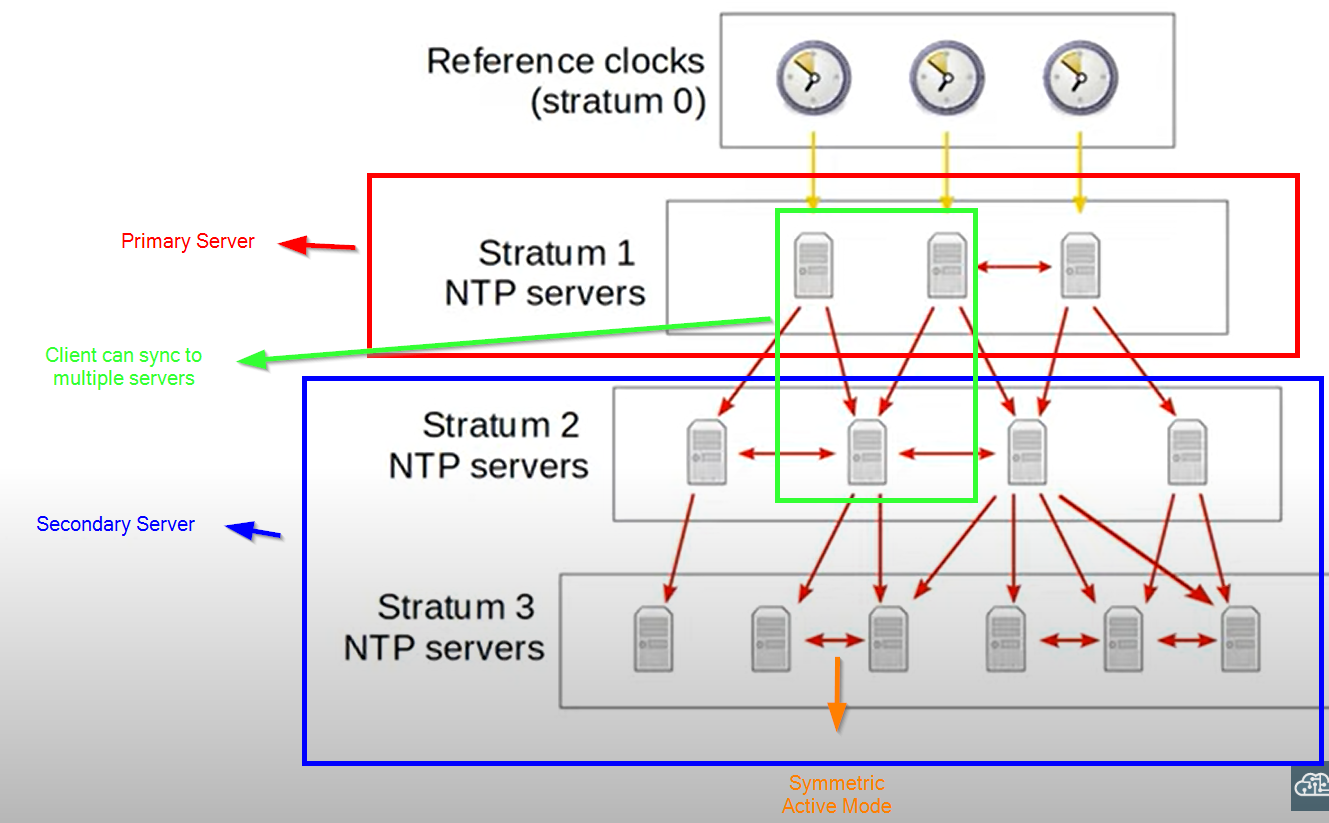 Reference clocks
(stratum 0)
Primary Server
Stratum 1
NTP servers
Client can sync to
multiple servers
Stratum 2
NTP servers
Secondary Server
Stratum 3
NTP servers
Symmetric
Active Mode